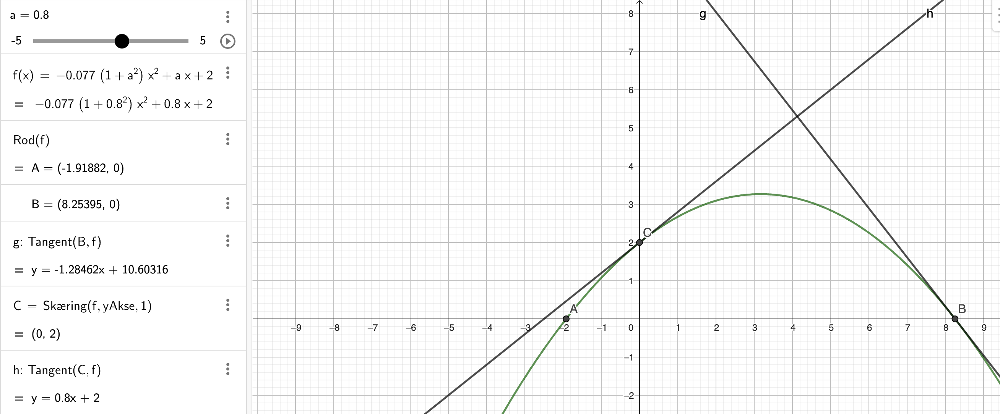 a = 0.8
-5 5
f(x) = −0.077 (1 + a²) x² + a x + 2
= −0.077 (1 + 0.8²) x² + 0.8 x + 2
Rod(f)
= A = (-1.91882, 0)
B = (8.25395, 0)
g: Tangent(B, f)
= y = -1.28462x + 10.60316
C = Skæring(f, yAkse, 1)
= (0, 2)
h: Tangent(C, f)
= y = 0.8x + 2
g h
8
7
6
5
4
3
C
2
1
A B
−9 −8 −7 −6 −5 −4 −3 −2 −1 0 1 2 3 4 5 6 7 8 9
−1
−2